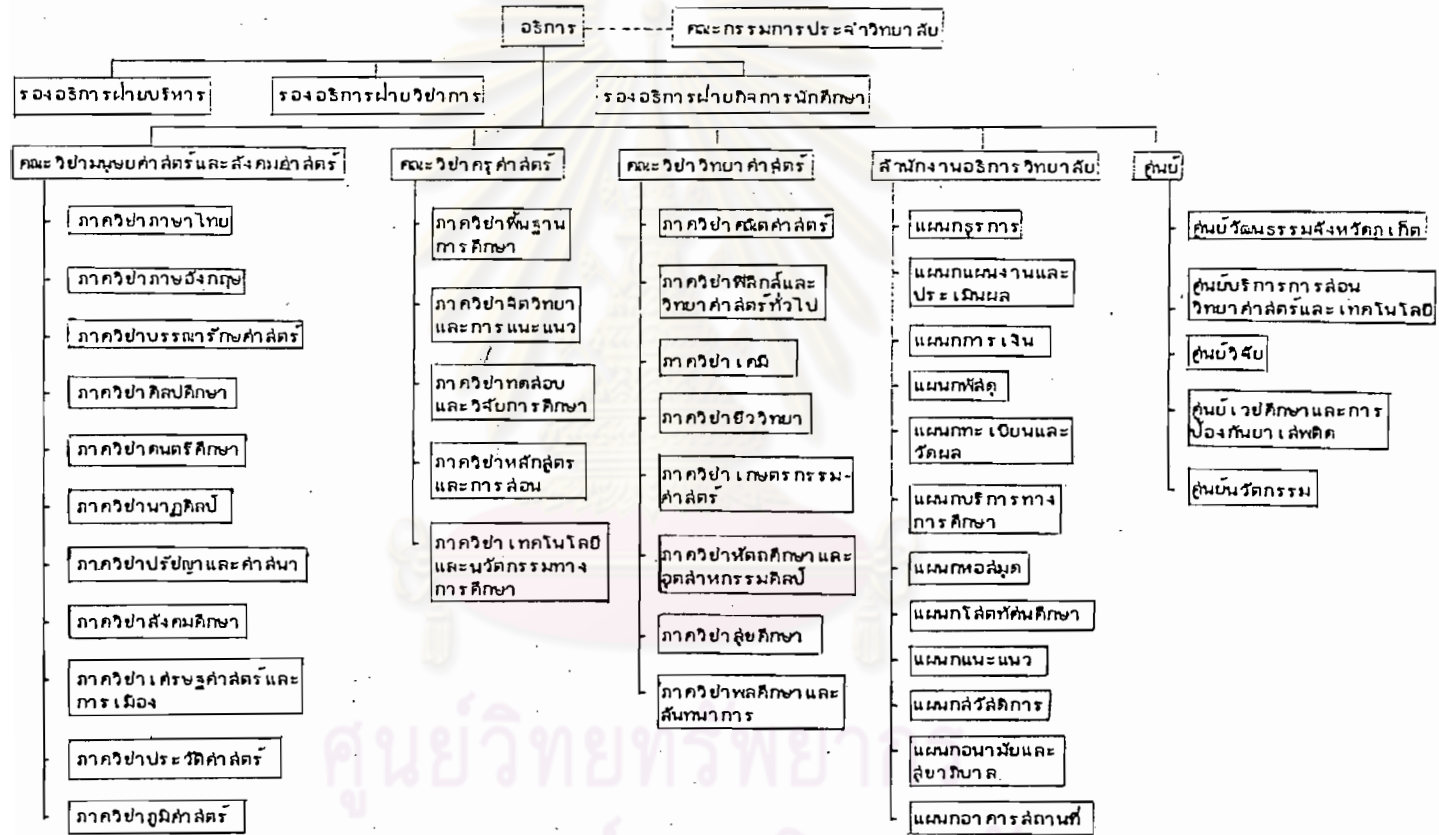 อธิการ
คณะกรรมการประจำวิทยาลัย
รองอธิการฝ่ายบริหาร
รองอธิการฝ่ายวิชาการ
รองอธิการฝ่ายกิจการนักศึกษา
คณะวิชามนุษยศาสตร์และสังคมศาสตร์
ภาควิชาภาษาไทย
ภาควิชาภาษอังกฤษ
ภาควิชาบรรณารักษศาสตร์
ภาควิชาศิลปศึกษา
ภาควิชาดนตรีศึกษา
ภาควิชานาฏศิลป์
ภาควิชาปรัชญาและศาสนา
ภาควิชาสังคมศึกษา
ภาควิชาเศรษฐศาสตร์และ
การเมือง
ภาควิชาประวัติศาสตร์
ภาควิชาภูมิศาสตร์
คณะวิชาครุศาสตร์
ภาควิชาพื้นฐาน
การศึกษา
ภาควิชาจิตวิทยา
และการแนะแนว
ภาควิชาทดสอบ
และวิจัยการศึกษา
ภาควิชาหลักสูตร
และการสอน
ภาควิชาเทคโนโลยี
และนวัตกรรมทาง
การศึกษา
คณะวิชาวิทยาศาสตร์
ภาควิชาคณิตศาสตร์
ภาควิชาฟิสิกส์และ
วิทยาศาสตร์ทั่วไป
ภาควิชาเคมี
ภาควิชาชีววิทยา
ภาควิชาเกษตรกรรม-
ศาสตร์
ภาควิชาหัตถศึกษาและ
อุตสาหกรรมศิลป์
ภาควิชาสุขศึกษา
ภาควิชาพลศึกษาและ
สันทนาการ
สำนักงานอธิการวิทยาลัย
แผนกธุรการ
แผนกแผนงานและ
ประเมินผล
แผนกการเงิน
แผนกพัสดุ
แผนกทะเบียนและ
วัดผล
แผนกบริการทาง
การศึกษา
แผนกหอสมุด
แผนกโสตทัศนศึกษา
แผนกแนะแนว
แผนกสวัสดิการ
แผนกอนามัยและ
สุขาภิบาล
แผนกอาคารสถานที่
ศูนย์
ศูนย์วัฒนธรรมจังหวัดภูเก็ต
ศูนย์บริการการสอน
วิทยาศาสตร์และเทคโนโลยี
ศูนย์วิจัย
ศูนย์เวชศึกษาและการ
ป้องกันยาเสพติด
ศูนย์นวัตกรรม
ศูนย์วิทยทรัพยากร